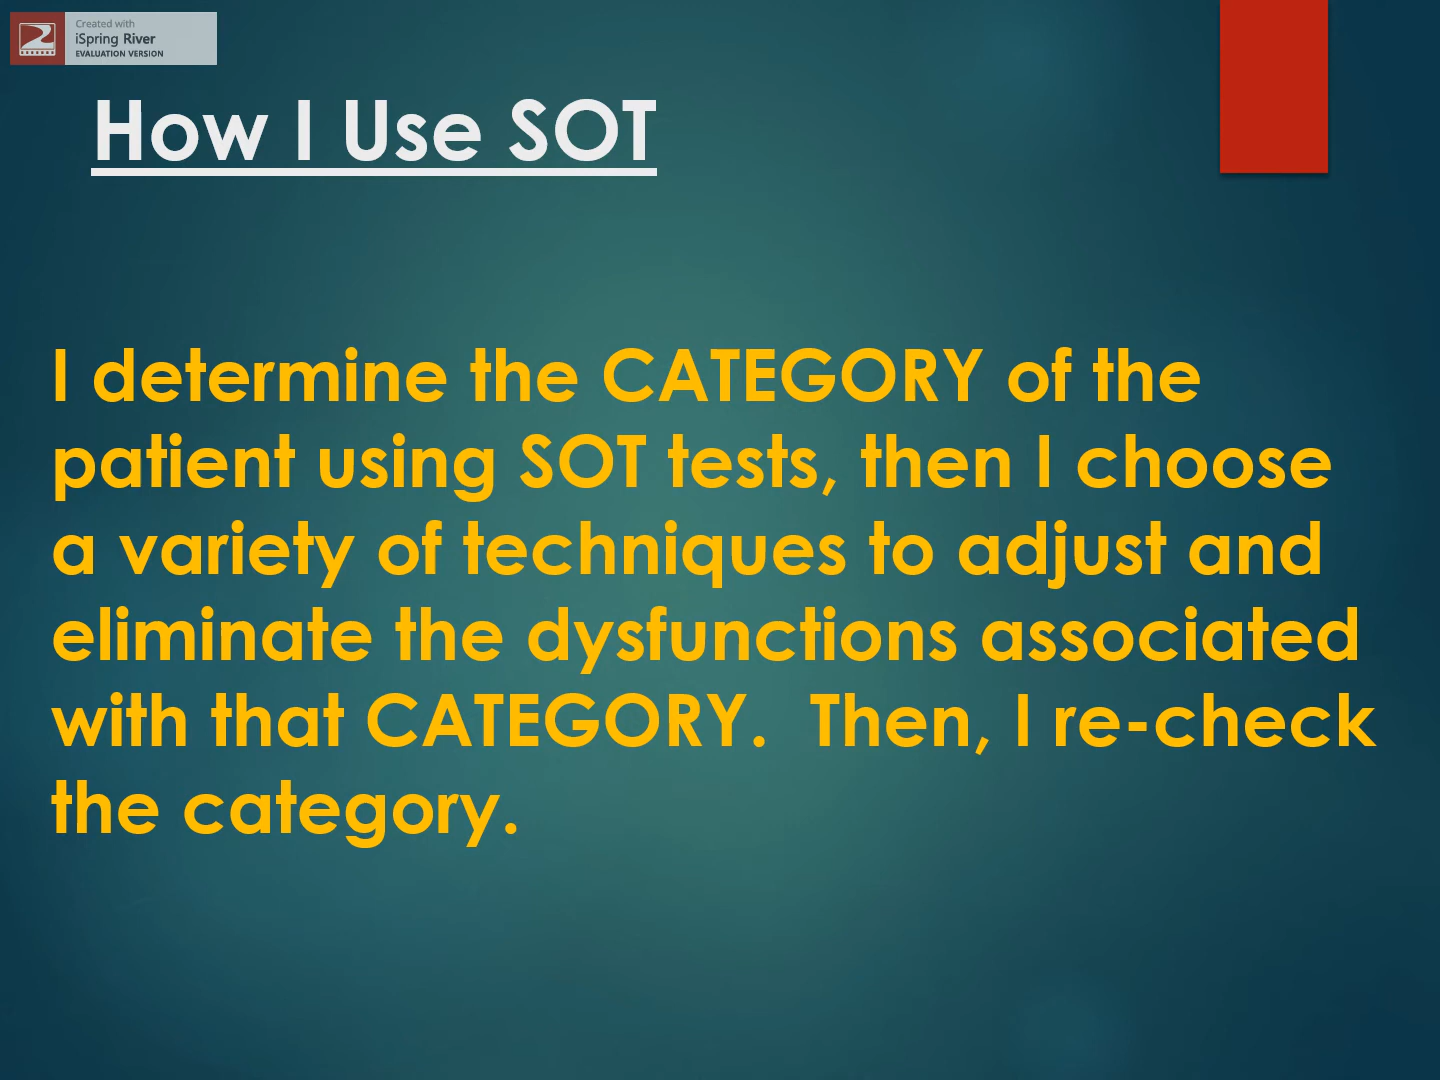 Created with
iSpring River
EVALUATION VERSION
How I Use SOT
I determine the CATEGORY of the
patient using SOT tests, then I choose
a variety of techniques to adjust and
eliminate the dysfunctions associated
with that CATEGORY.  Then, I re-check
the category.